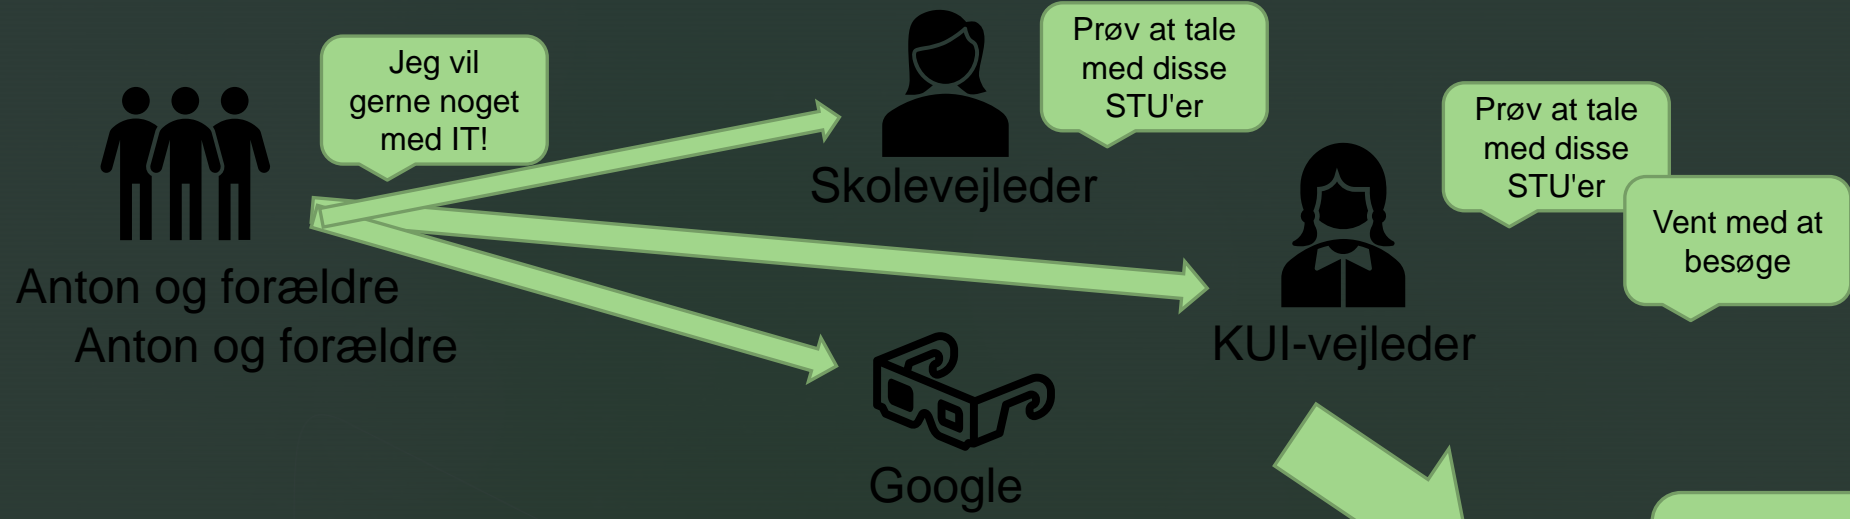 Jeg vil
gerne noget
med IT!
Anton og forældre
Anton og forældre
Prøv at tale
med disse
STU'er
Skolevejleder
Prøv at tale
med disse
STU'er
Vent med at
besøge
KUI-vejleder
Google